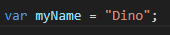 var myName = "Dino";